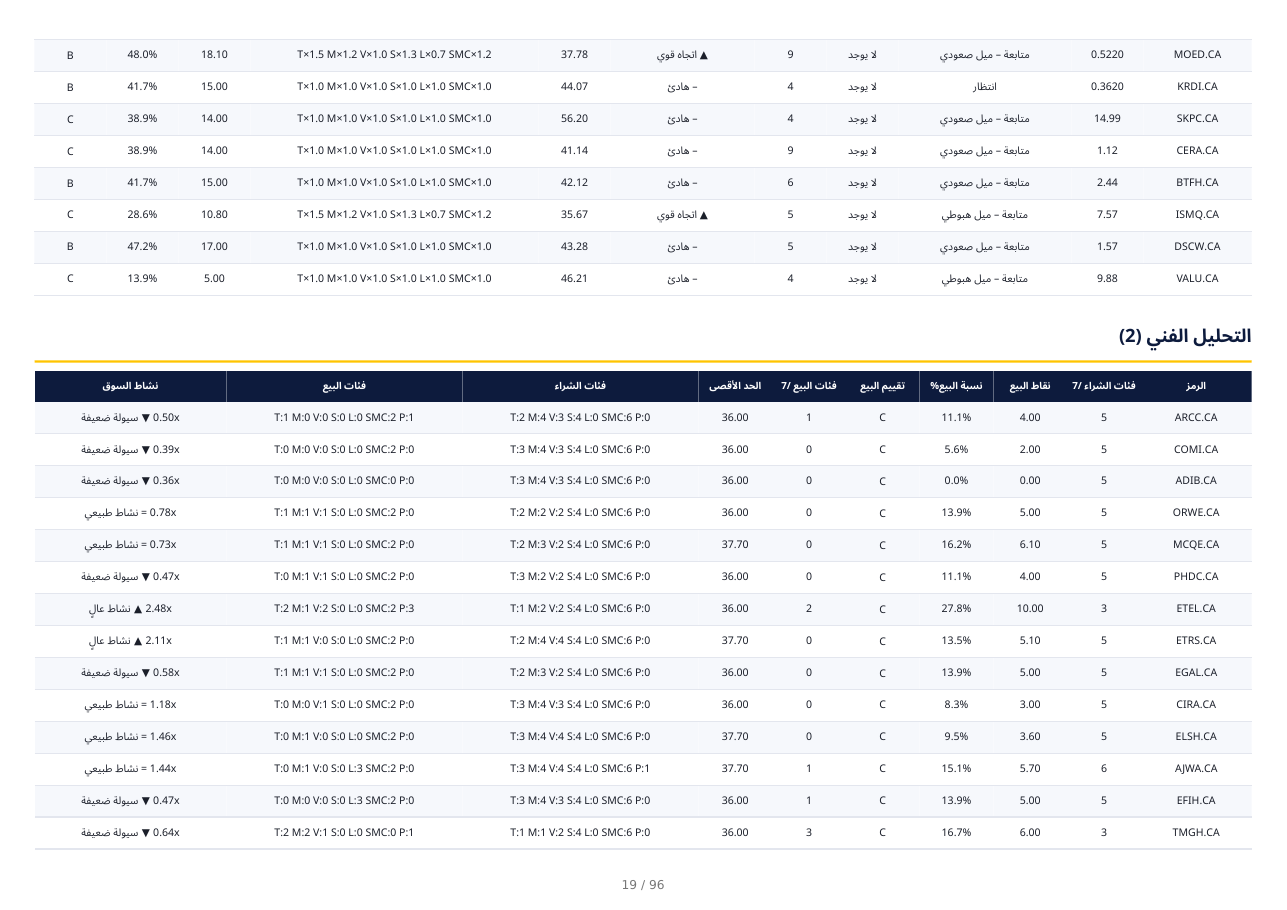 MOED.CA 0.5220 متابعة – ميل صعودي لا يوجد 9 ▲ اتجاه قوي 37.78 T×1.5 M×1.2 V×1.0 S×1.3 L×0.7 SMC×1.2 18.10 48.0% B
KRDI.CA 0.3620 انتظار لا يوجد 4 – هادئ 44.07 T×1.0 M×1.0 V×1.0 S×1.0 L×1.0 SMC×1.0 15.00 41.7% B
SKPC.CA 14.99 متابعة – ميل صعودي لا يوجد 4 – هادئ 56.20 T×1.0 M×1.0 V×1.0 S×1.0 L×1.0 SMC×1.0 14.00 38.9% C
CERA.CA 1.12 متابعة – ميل صعودي لا يوجد 9 – هادئ 41.14 T×1.0 M×1.0 V×1.0 S×1.0 L×1.0 SMC×1.0 14.00 38.9% C
BTFH.CA 2.44 متابعة – ميل صعودي لا يوجد 6 – هادئ 42.12 T×1.0 M×1.0 V×1.0 S×1.0 L×1.0 SMC×1.0 15.00 41.7% B
ISMQ.CA 7.57 متابعة – ميل هبوطي لا يوجد 5 ▲ اتجاه قوي 35.67 T×1.5 M×1.2 V×1.0 S×1.3 L×0.7 SMC×1.2 10.80 28.6% C
DSCW.CA 1.57 متابعة – ميل صعودي لا يوجد 5 – هادئ 43.28 T×1.0 M×1.0 V×1.0 S×1.0 L×1.0 SMC×1.0 17.00 47.2% B
VALU.CA 9.88 متابعة – ميل هبوطي لا يوجد 4 – هادئ 46.21 T×1.0 M×1.0 V×1.0 S×1.0 L×1.0 SMC×1.0 5.00 13.9% C
التحليل الفني (2)
الرمز فئات الشراء /7 نقاط البيع نسبة البيع% تقييم البيع فئات البيع /7 الحد الأقصى فئات الشراء فئات البيع نشاط السوق
ARCC.CA 5 4.00 11.1% C 1 36.00 T:2 M:4 V:3 S:4 L:0 SMC:6 P:0 T:1 M:0 V:0 S:0 L:0 SMC:2 P:1 0.50x ▼ سيولة ضعيفة
COMI.CA 5 2.00 5.6% C 0 36.00 T:3 M:4 V:3 S:4 L:0 SMC:6 P:0 T:0 M:0 V:0 S:0 L:0 SMC:2 P:0 0.39x ▼ سيولة ضعيفة
ADIB.CA 5 0.00 0.0% C 0 36.00 T:3 M:4 V:3 S:4 L:0 SMC:6 P:0 T:0 M:0 V:0 S:0 L:0 SMC:0 P:0 0.36x ▼ سيولة ضعيفة
ORWE.CA 5 5.00 13.9% C 0 36.00 T:2 M:2 V:2 S:4 L:0 SMC:6 P:0 T:1 M:1 V:1 S:0 L:0 SMC:2 P:0 0.78x = نشاط طبيعي
MCQE.CA 5 6.10 16.2% C 0 37.70 T:2 M:3 V:2 S:4 L:0 SMC:6 P:0 T:1 M:1 V:1 S:0 L:0 SMC:2 P:0 0.73x = نشاط طبيعي
PHDC.CA 5 4.00 11.1% C 0 36.00 T:3 M:2 V:2 S:4 L:0 SMC:6 P:0 T:0 M:1 V:1 S:0 L:0 SMC:2 P:0 0.47x ▼ سيولة ضعيفة
ETEL.CA 3 10.00 27.8% C 2 36.00 T:1 M:2 V:2 S:4 L:0 SMC:6 P:0 T:2 M:1 V:2 S:0 L:0 SMC:2 P:3 2.48x ▲ نشاط عالٍ
ETRS.CA 5 5.10 13.5% C 0 37.70 T:2 M:4 V:4 S:4 L:0 SMC:6 P:0 T:1 M:1 V:0 S:0 L:0 SMC:2 P:0 2.11x ▲ نشاط عالٍ
EGAL.CA 5 5.00 13.9% C 0 36.00 T:2 M:3 V:2 S:4 L:0 SMC:6 P:0 T:1 M:1 V:1 S:0 L:0 SMC:2 P:0 0.58x ▼ سيولة ضعيفة
CIRA.CA 5 3.00 8.3% C 0 36.00 T:3 M:4 V:3 S:4 L:0 SMC:6 P:0 T:0 M:0 V:1 S:0 L:0 SMC:2 P:0 1.18x = نشاط طبيعي
ELSH.CA 5 3.60 9.5% C 0 37.70 T:3 M:4 V:4 S:4 L:0 SMC:6 P:0 T:0 M:1 V:0 S:0 L:0 SMC:2 P:0 1.46x = نشاط طبيعي
AJWA.CA 6 5.70 15.1% C 1 37.70 T:3 M:4 V:4 S:4 L:0 SMC:6 P:1 T:0 M:1 V:0 S:0 L:3 SMC:2 P:0 1.44x = نشاط طبيعي
EFIH.CA 5 5.00 13.9% C 1 36.00 T:3 M:4 V:3 S:4 L:0 SMC:6 P:0 T:0 M:0 V:0 S:0 L:3 SMC:2 P:0 0.47x ▼ سيولة ضعيفة
TMGH.CA 3 6.00 16.7% C 3 36.00 T:1 M:1 V:2 S:4 L:0 SMC:6 P:0 T:2 M:2 V:1 S:0 L:0 SMC:0 P:1 0.64x ▼ سيولة ضعيفة
19 / 96